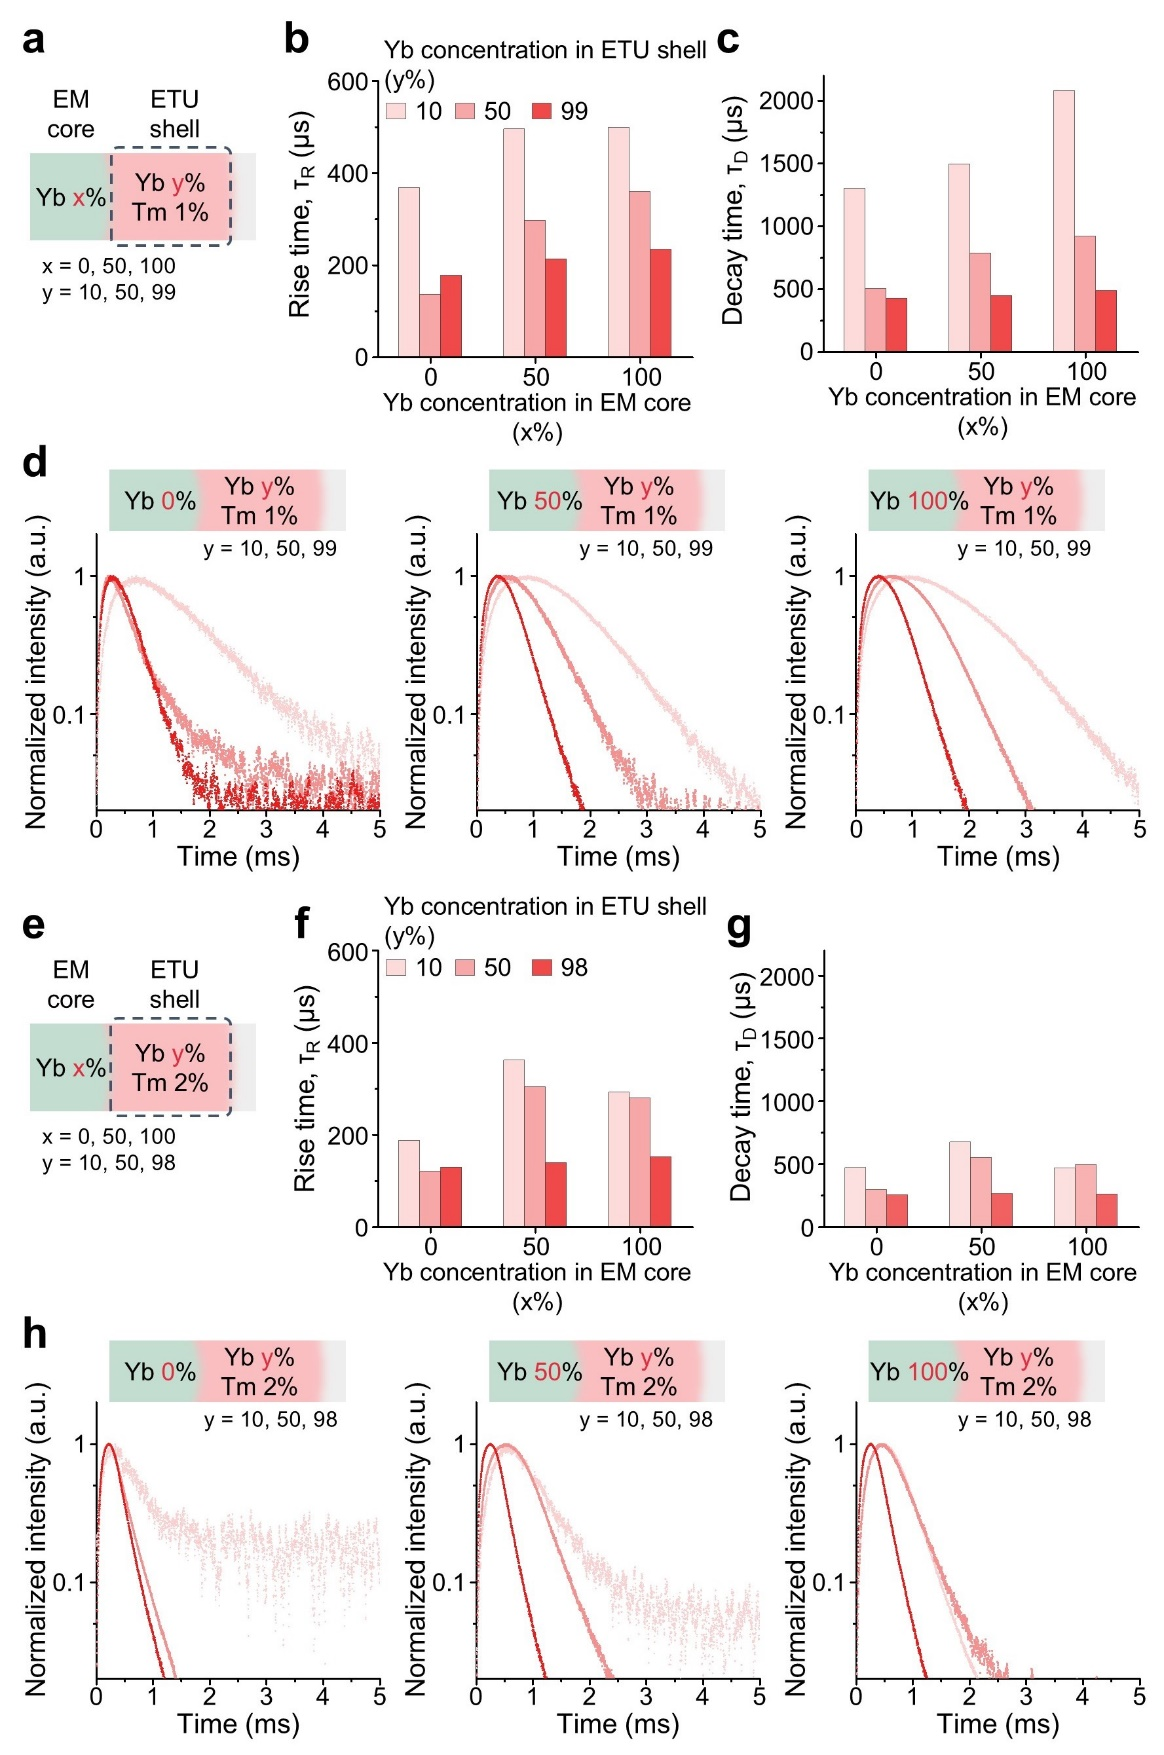 a
EM
core
ETU
shell
Yb x%
Yb y%
Tm 1%
x = 0, 50, 100
y = 10, 50, 99
b
Yb concentration in ETU shell
(y%)
10 50 99
Rise time, τR (μs)
600
400
200
0
0 50 100
Yb concentration in EM core
(x%)
c
Decay time, τD (μs)
2000
1500
1000
500
0
0 50 100
Yb concentration in EM core
(x%)
d
Yb 0%
Yb y%
Tm 1%
y = 10, 50, 99
Normalized intensity (a.u.)
1
0.1
0 1 2 3 4 5
Time (ms)
Yb 50%
Yb y%
Tm 1%
y = 10, 50, 99
Normalized intensity (a.u.)
1
0.1
0 1 2 3 4 5
Time (ms)
Yb 100%
Yb y%
Tm 1%
y = 10, 50, 99
Normalized intensity (a.u.)
1
0.1
0 1 2 3 4 5
Time (ms)
e
EM
core
ETU
shell
Yb x%
Yb y%
Tm 2%
x = 0, 50, 100
y = 10, 50, 98
f
Yb concentration in ETU shell
(y%)
10 50 98
Rise time, τR (μs)
600
400
200
0
0 50 100
Yb concentration in EM core
(x%)
g
Decay time, τD (μs)
2000
1500
1000
500
0
0 50 100
Yb concentration in EM core
(x%)
h
Yb 0%
Yb y%
Tm 2%
y = 10, 50, 98
Normalized intensity (a.u.)
1
0.1
0 1 2 3 4 5
Time (ms)
Yb 50%
Yb y%
Tm 2%
y = 10, 50, 98
Normalized intensity (a.u.)
1
0.1
0 1 2 3 4 5
Time (ms)
Yb 100%
Yb y%
Tm 2%
y = 10, 50, 98
Normalized intensity (a.u.)
1
0.1
0 1 2 3 4 5
Time (ms)